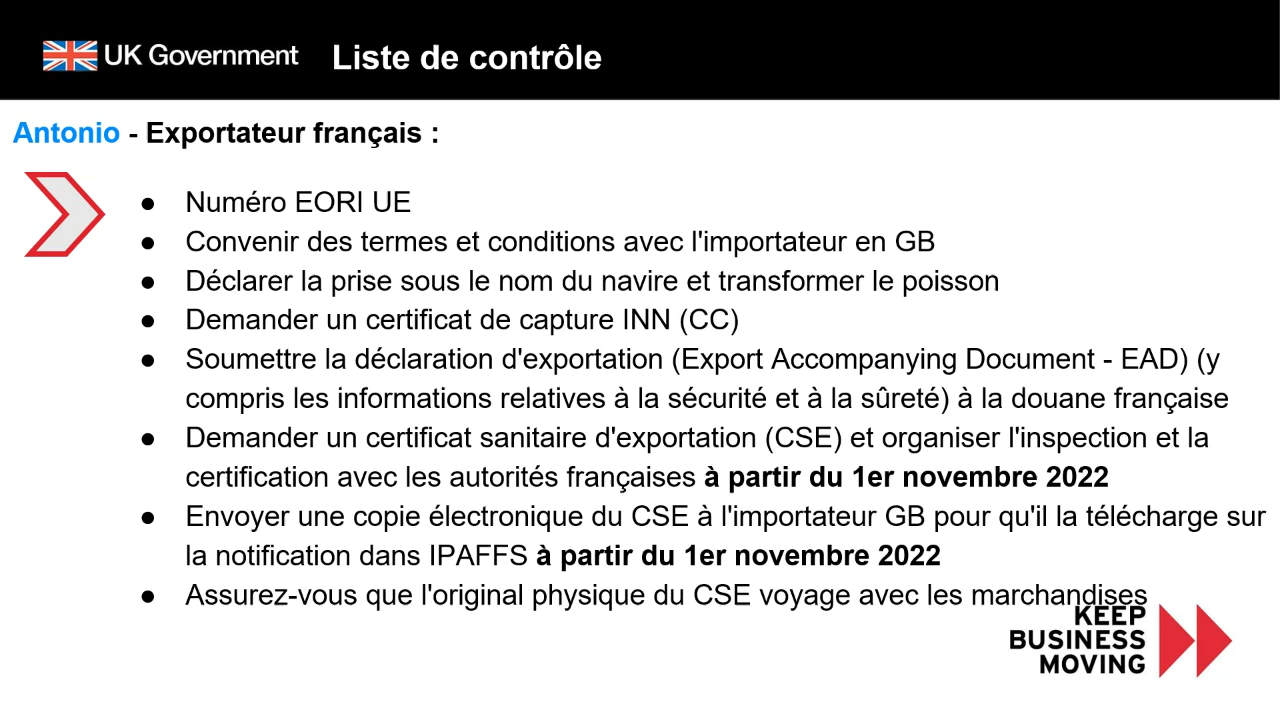 UK Government Liste de contrôle
Antonio - Exportateur français :
● Numéro EORI UE
● Convenir des termes et conditions avec l'importateur en GB
● Déclarer la prise sous le nom du navire et transformer le poisson
● Demander un certificat de capture INN (CC)
● Soumettre la déclaration d'exportation (Export Accompanying Document - EAD) (y
compris les informations relatives à la sécurité et à la sûreté) à la douane française
● Demander un certificat sanitaire d'exportation (CSE) et organiser l'inspection et la
certification avec les autorités françaises à partir du 1er novembre 2022
● Envoyer une copie électronique du CSE à l'importateur GB pour qu'il la télécharge sur
la notification dans IPAFFS à partir du 1er novembre 2022
● Assurez-vous que l'original physique du CSE voyage avec les marchandises
KEEP
BUSINESS
MOVING